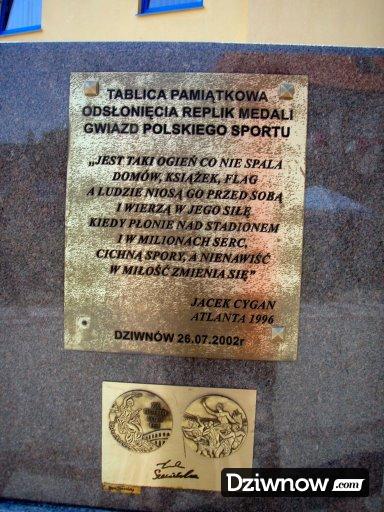 TABLICA PAMIĄTKOWA
ODSŁONIĘCIA REPLIK MEDALI
GWIAZD POLSKIEGO SPORTU
„JEST TAKI OGIEŃ CO NIE SPALA
DOMÓW, KSIĄŻEK, FLAG
A LUDZIE NIOSĄ GO PRZED SOBĄ
I WIERZĄ W JEGO SIŁĘ
KIEDY PŁONIE NAD STADIONEM
I W MILIONACH SERC,
CICHNĄ SPORY, A NIENAWIŚĆ
W MIŁOŚĆ ZMIENIA SIĘ”
JACEK CYGAN
ATLANTA 1996
DZIWNÓW 26.07.2002r
Dziwnow.com